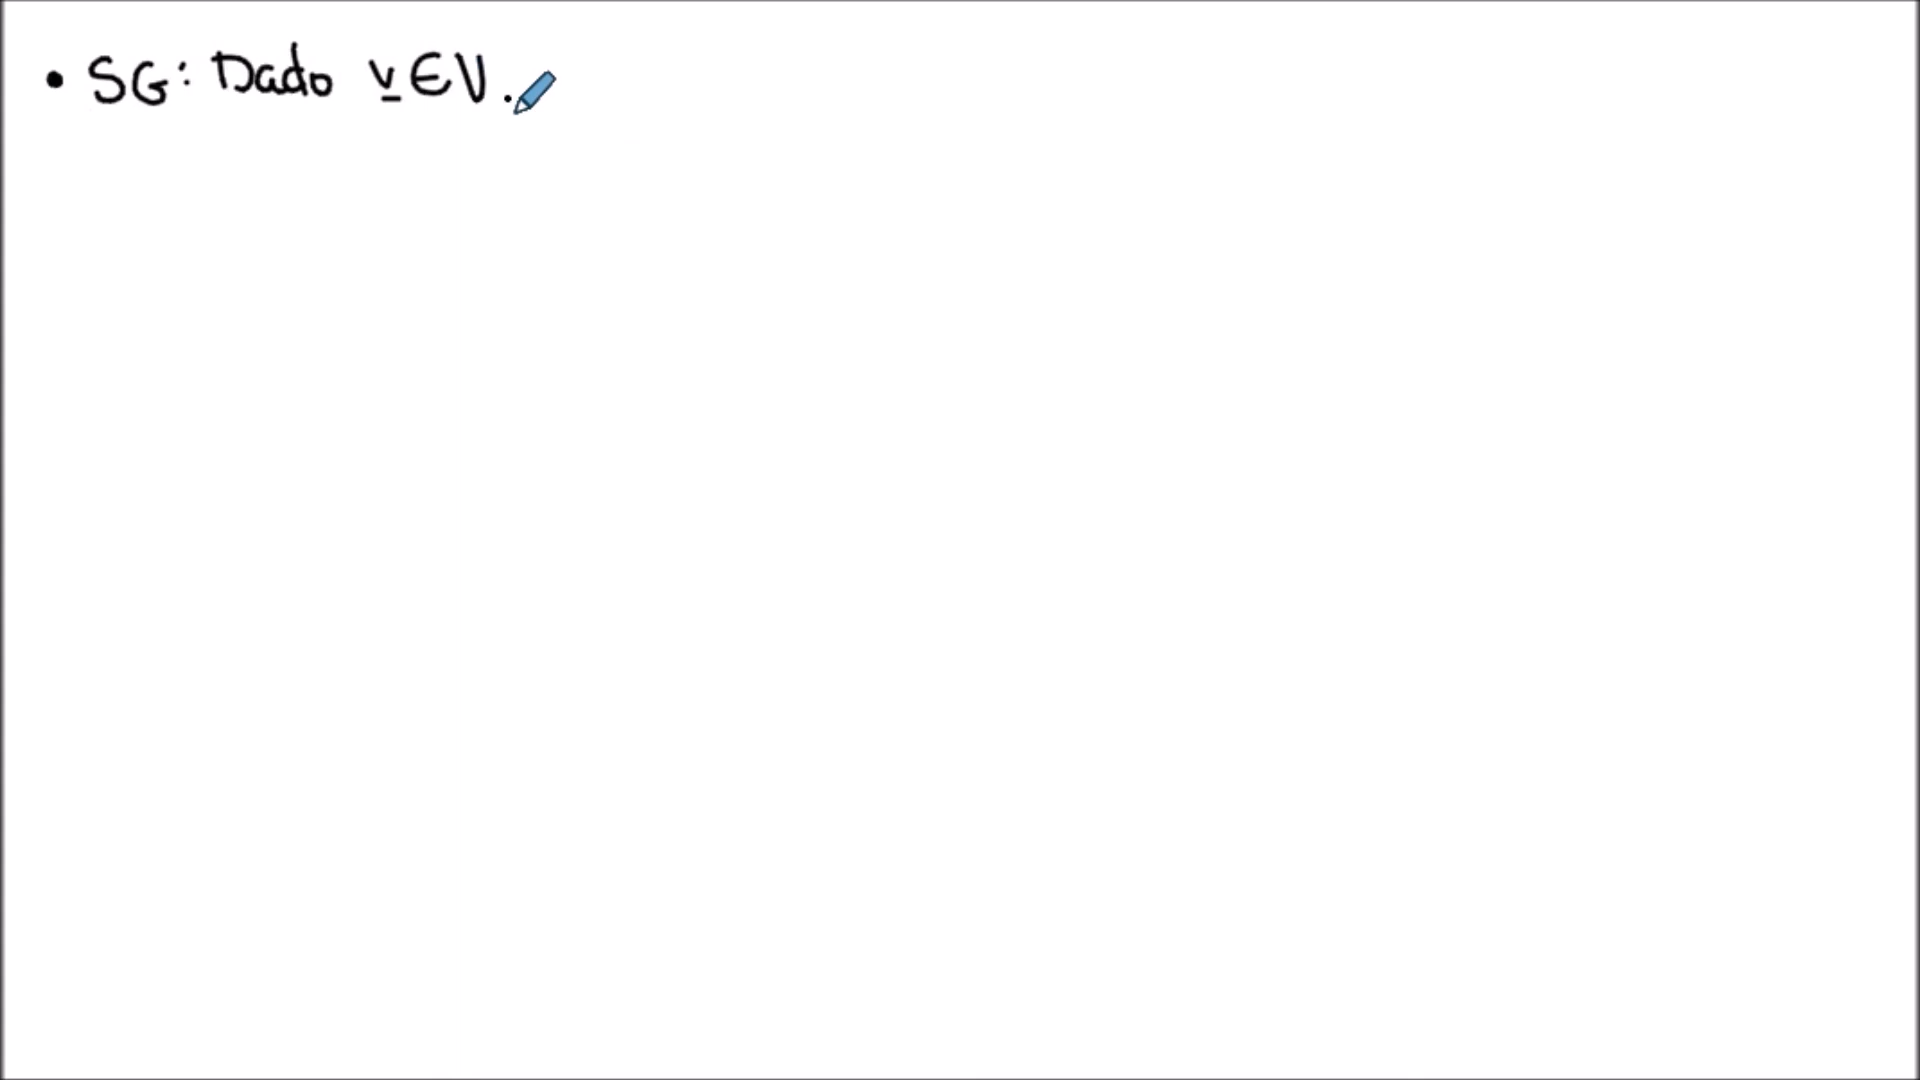 • SG: Dado v ∈ V.